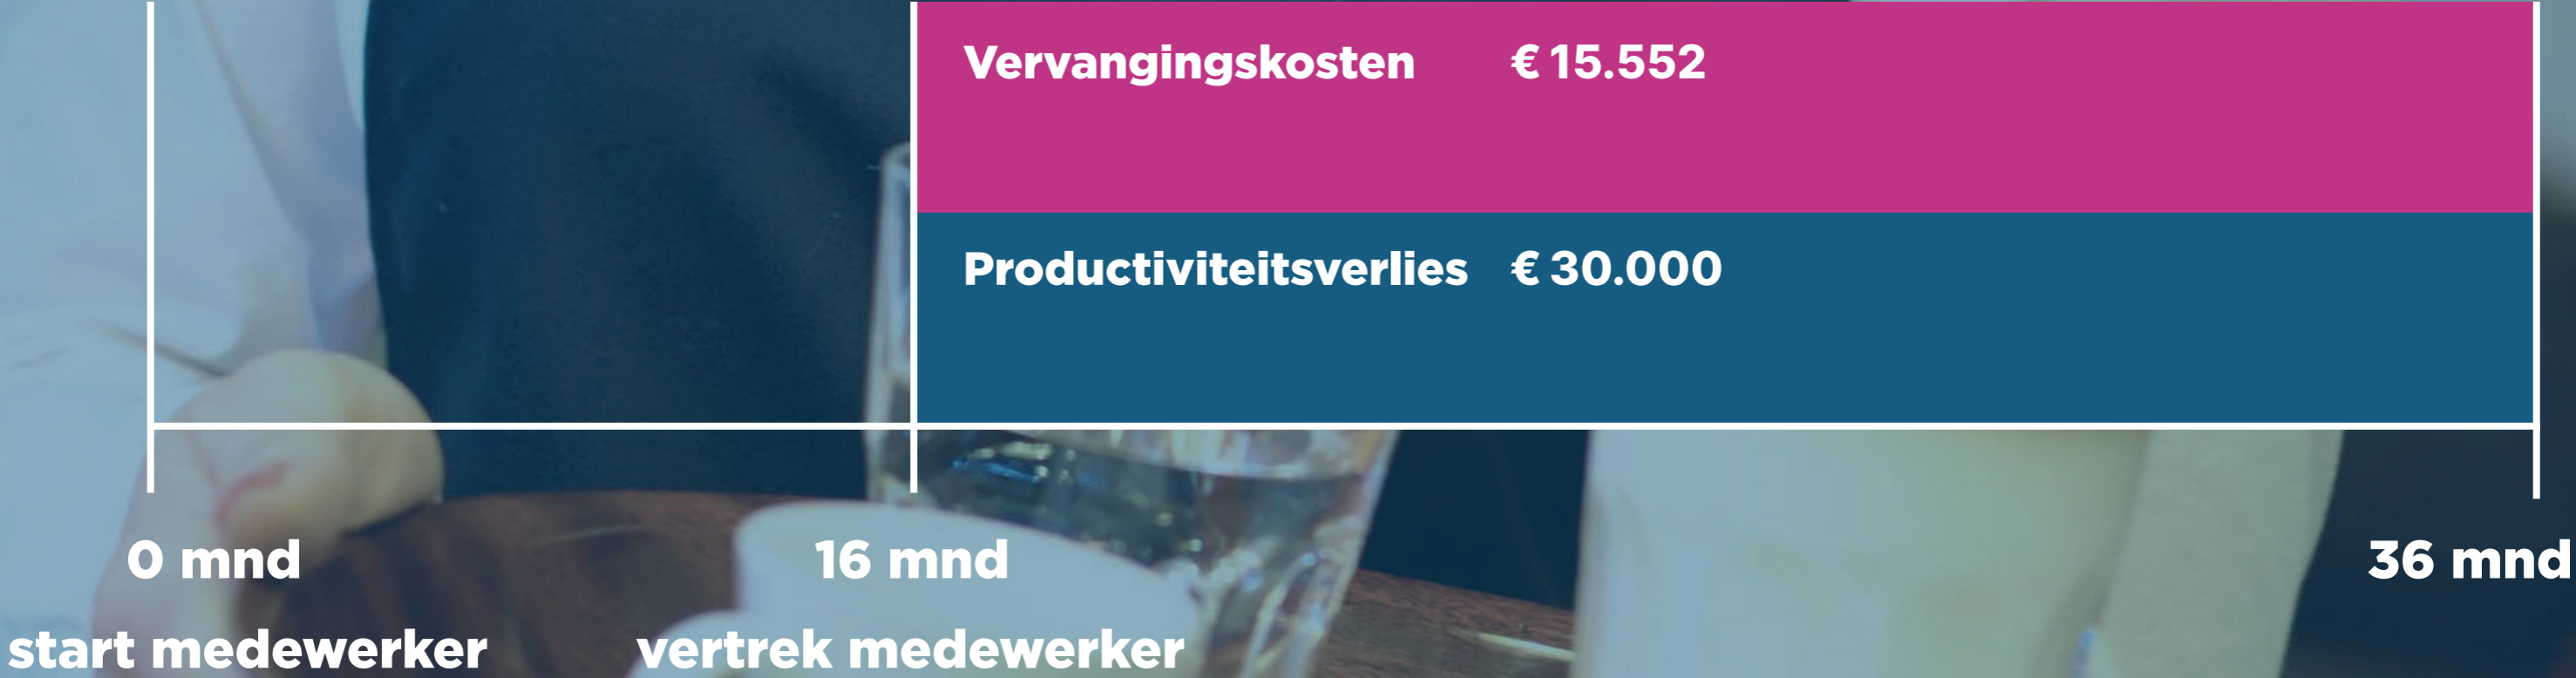 Vervangingskosten € 15.552
Productiviteitsverlies € 30.000
0 mnd 16 mnd 36 mnd
start medewerker vertrek medewerker